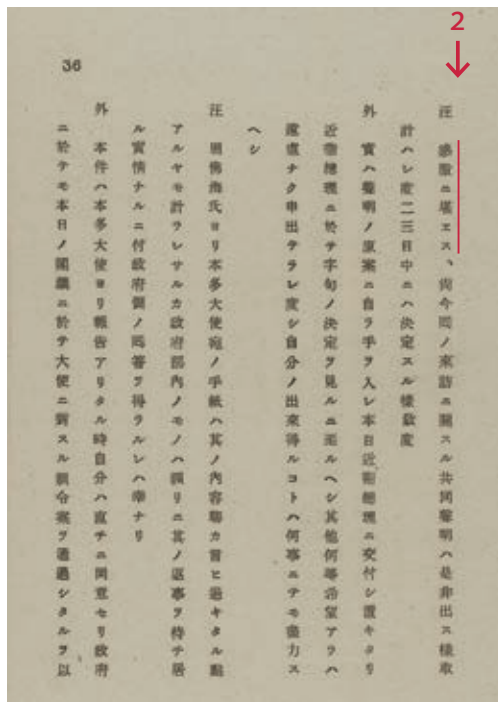 2
36
汪 感激ニ堪エス、尚今回ノ來訪ニ關スル共同聲明ハ是非出ス樣取
計ハレ度二三日中ニハ決定スル樣致度
外 實ハ聲明ノ原案ニ自ラ手ヲ入レ本日近衞總理ニ交付シ置キタリ
近衞總理ニ於テ字句ノ決定ヲ見ルニ至ルヘシ其他何等希望アラハ
遠慮ナク申出テラレ度シ自分ノ出來得ルコトハ何事ニテモ盡力ス
ヘシ
汪 周佛海氏ヨリ本多大使宛ノ手紙ハ其ノ內容聊カ言ヒ過キタル點
アルヤモ計ラレサルカ政府部內ノモノハ頻リニ其ノ返事ヲ待チ居
ル實情ナルニ付政府側ノ回答ヲ得ラルレハ幸ナリ
外 本件ハ本多大使ヨリ報告アリタル時自分ハ直チニ同意セリ政府
ニ於テモ本日ノ閣議ニ於テ大使ニ對スル訓令案ヲ通過シタルヲ以